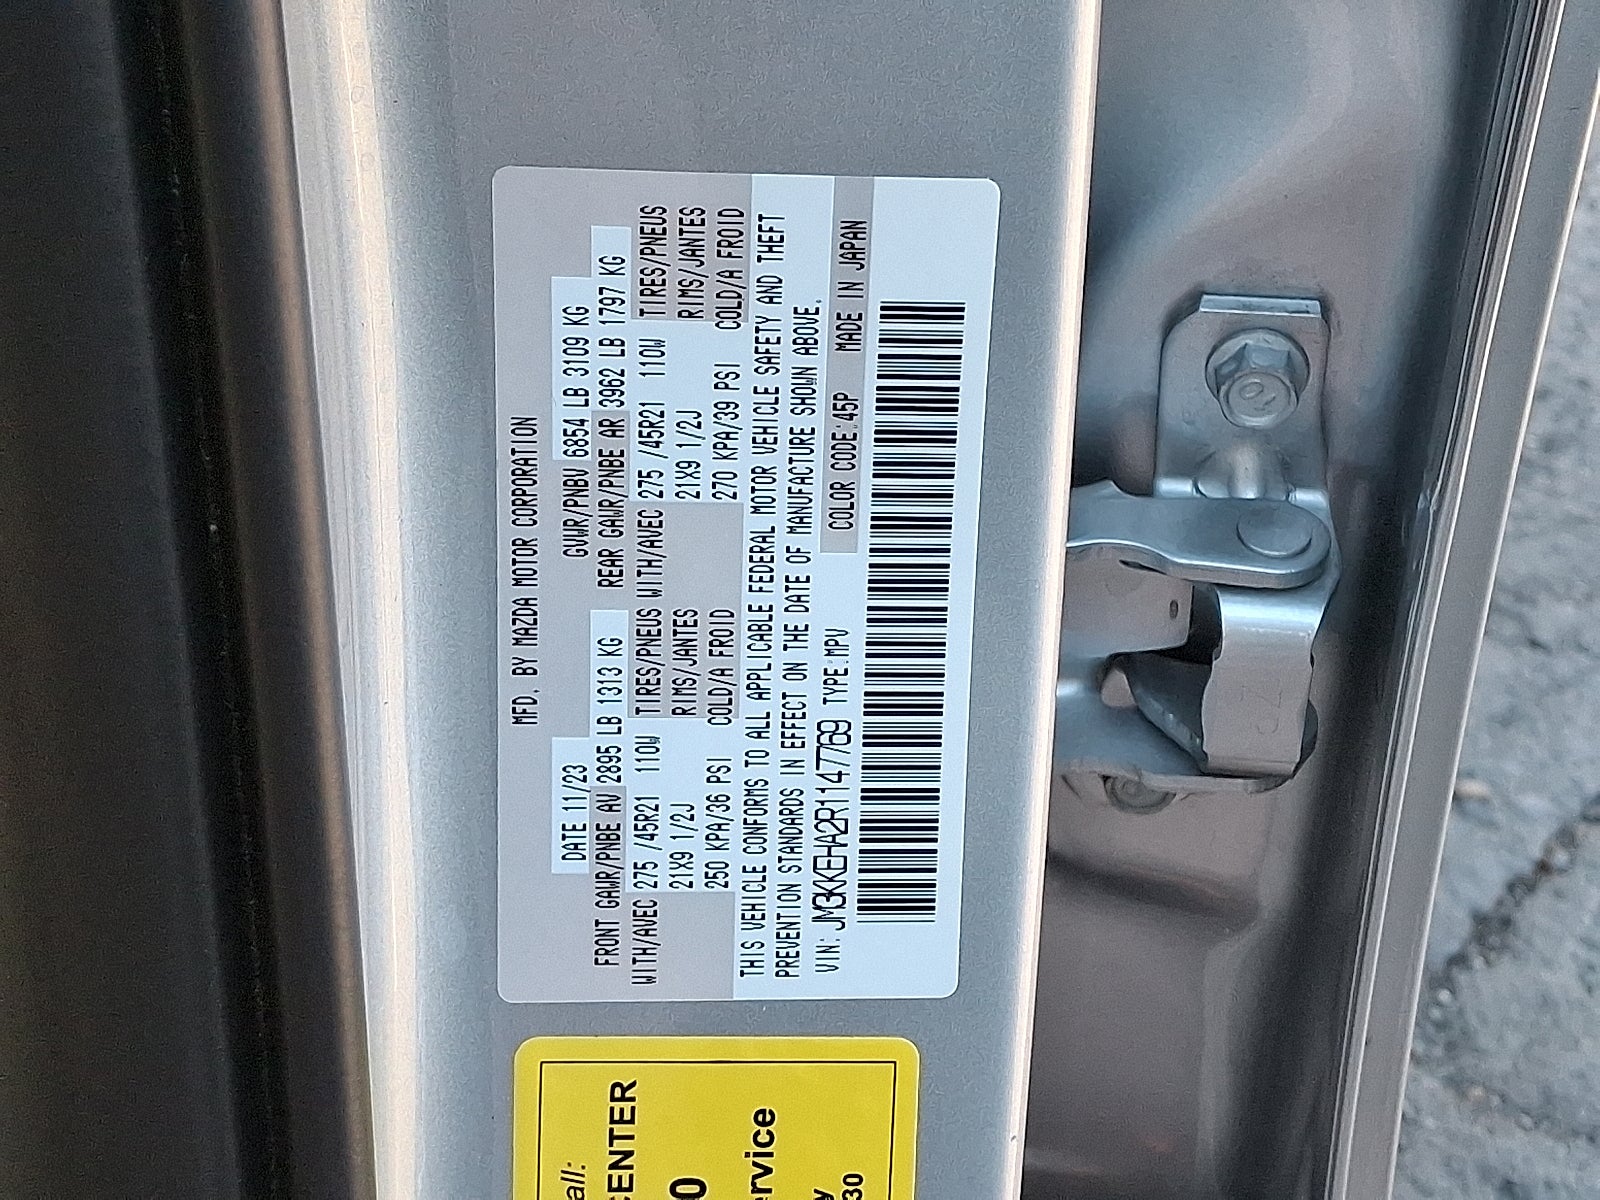 MFD. BY MAZDA MOTOR CORPORATION
DATE 11/23 GVWR/PNBV 6854 LB 3109 KG
FRONT GAWR/PNBE AV 2895 LB 1313 KG REAR GAWR/PNBE AR 3962 LB 1797 KG
WITH/AVEC 275 /45R21 110W TIRES/PNEUS WITH/AVEC 275 /45R21 110W TIRES/PNEUS
21X9 1/2J RIMS/JANTES 21X9 1/2J RIMS/JANTES
250 KPA/36 PSI COLD/A FROID 270 KPA/39 PSI COLD/A FROID
THIS VEHICLE CONFORMS TO ALL APPLICABLE FEDERAL MOTOR VEHICLE SAFETY AND THEFT
PREVENTION STANDARDS IN EFFECT ON THE DATE OF MANUFACTURE SHOWN ABOVE.
VIN: JM3KKEHA2R1147769 TYPE:MPV COLOR CODE:45P MADE IN JAPAN
all:
CENTER
0
ervice
y
30